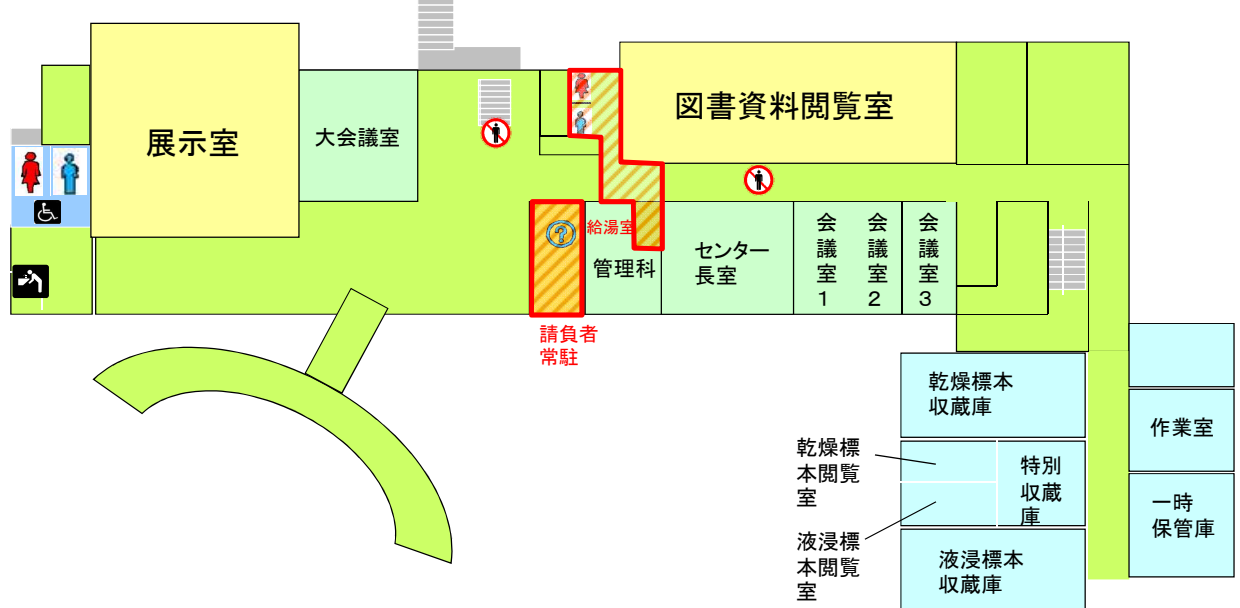 展示室
大会議室
図書資料閲覧室
給湯室
管理科
センター
長室
会議室1
会議室2
会議室3
請負者
常駐
乾燥標本
収蔵庫
乾燥標
本閲覧
室
特別
収蔵
庫
液浸標
本閲覧
室
液浸標本
収蔵庫
作業室
一時
保管庫
?